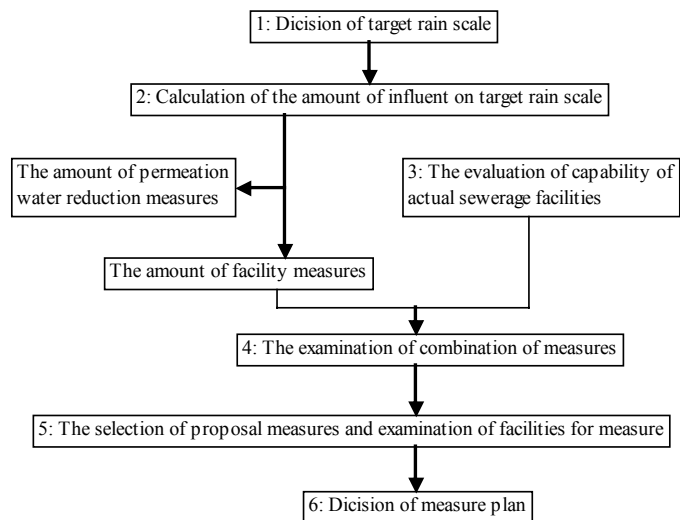 1: Dicision of target rain scale
2: Calculation of the amount of influent on target rain scale
The amount of permeation
water reduction measures
3: The evaluation of capability of
actual sewerage facilities
The amount of facility measures
4: The examination of combination of measures
5: The selection of proposal measures and examination of facilities for measure
6: Dicision of measure plan